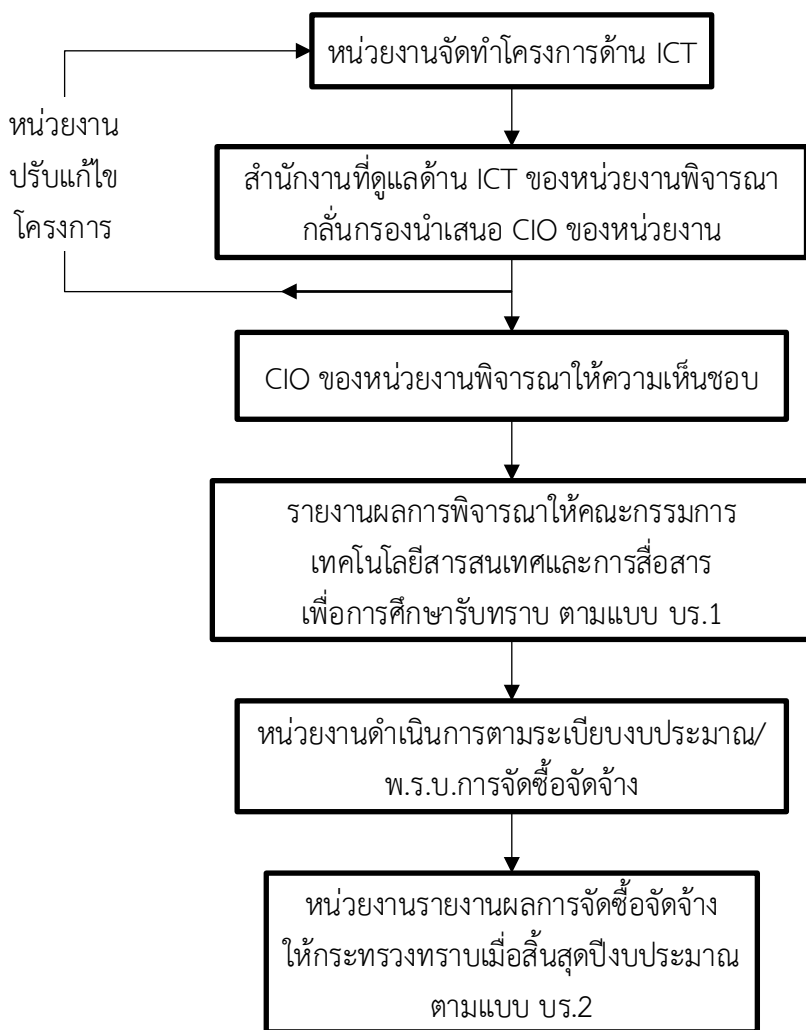 หน่วยงานจัดทำโครงการด้าน ICT
หน่วยงาน
ปรับแก้ไข
โครงการ
สำนักงานที่ดูแลด้าน ICT ของหน่วยงานพิจารณา
กลั่นกรองนำเสนอ CIO ของหน่วยงาน
CIO ของหน่วยงานพิจารณาให้ความเห็นชอบ
รายงานผลการพิจารณาให้คณะกรรมการ
เทคโนโลยีสารสนเทศและการสื่อสาร
เพื่อการศึกษารับทราบ ตามแบบ บร.1
หน่วยงานดำเนินการตามระเบียบงบประมาณ/
พ.ร.บ.การจัดซื้อจัดจ้าง
หน่วยงานรายงานผลการจัดซื้อจัดจ้าง
ให้กระทรวงทราบเมื่อสิ้นสุดปีงบประมาณ
ตามแบบ บร.2